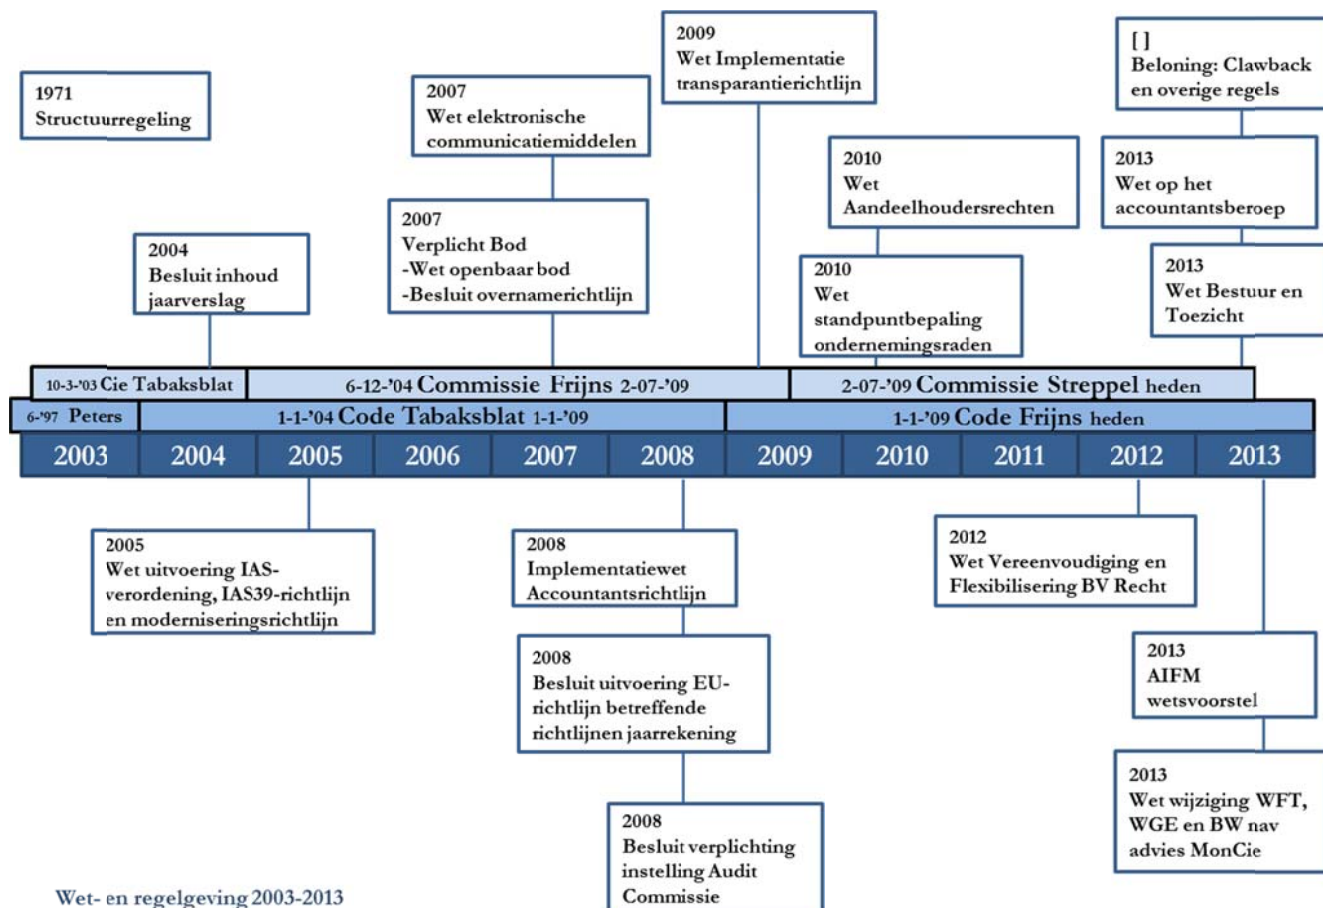 1971
Structuurregeling
2004
Besluit inhoud
jaarverslag
2007
Wet elektronische
communicatiemiddelen
2007
Verplicht Bod
-Wet openbaar bod
-Besluit overnamerichtlijn
2009
Wet Implementatie
transparantierichtlijn
2010
Wet
Aandeelhoudersrechten
2010
Wet
standpuntbepaling
ondernemingsraden
[ ]
Beloning: Clawback
en overige regels
2013
Wet op het
accountantsberoep
2013
Wet Bestuur en
Toezicht
10-3-'03 Cie Tabaksblat
6-12-'04 Commissie Frijns 2-07-'09
2-07-'09 Commissie Streppel heden
6-'97 Peters
1-1-'04 Code Tabaksblat 1-1-'09
1-1-'09 Code Frijns heden
2003 2004 2005 2006 2007 2008 2009 2010 2011 2012 2013
2005
Wet uitvoering IAS-
verordening, IAS39-richtlijn
en moderniseringsrichtlijn
2008
Implementatiewet
Accountantsrichtlijn
2008
Besluit uitvoering EU-
richtlijn betreffende
richtlijnen jaarrekening
2008
Besluit verplichting
instelling Audit
Commissie
2012
Wet Vereenvoudiging en
Flexibilisering BV Recht
2013
AIFM
wetsvoorstel
2013
Wet wijziging WFT,
WGE en BW nav
advies MonCie
Wet- en regelgeving 2003-2013